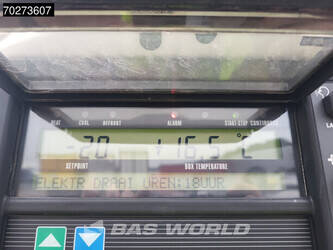 70273607
HEAT COOL DEFROST ALARM START-STOP CONTINUOUS
-20. +16.5 °C
SETPOINT BOX TEMPERATURE
ELEKTR DRAAI UREN:18UUR
BAS WORLD